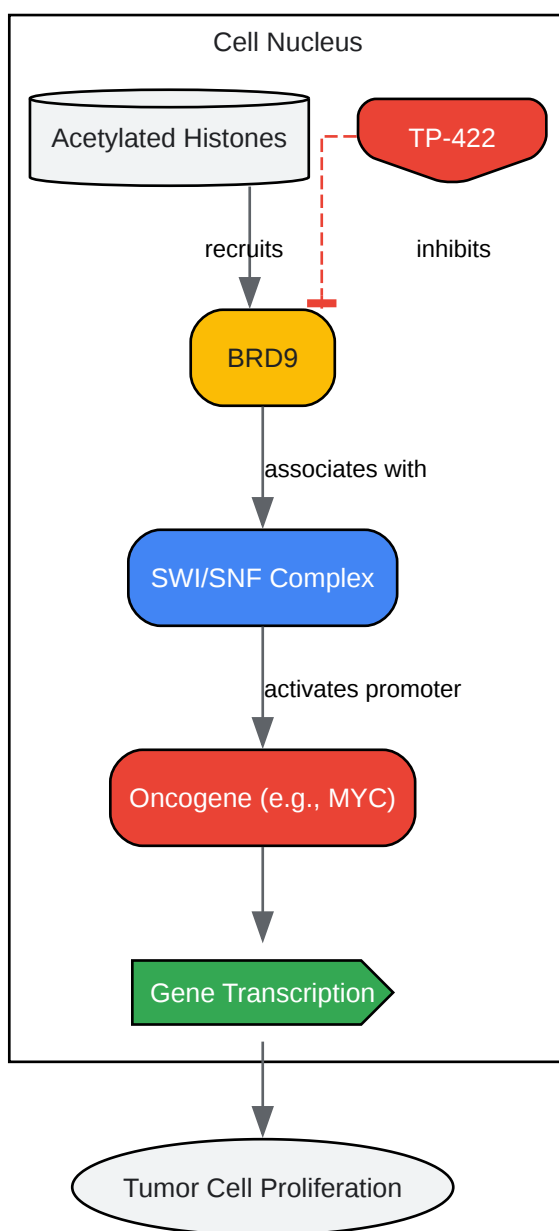 Cell Nucleus
Acetylated Histones
TP-422
recruits
inhibits
BRD9
associates with
SWI/SNF Complex
activates promoter
Oncogene (e.g., MYC)
Gene Transcription
Tumor Cell Proliferation